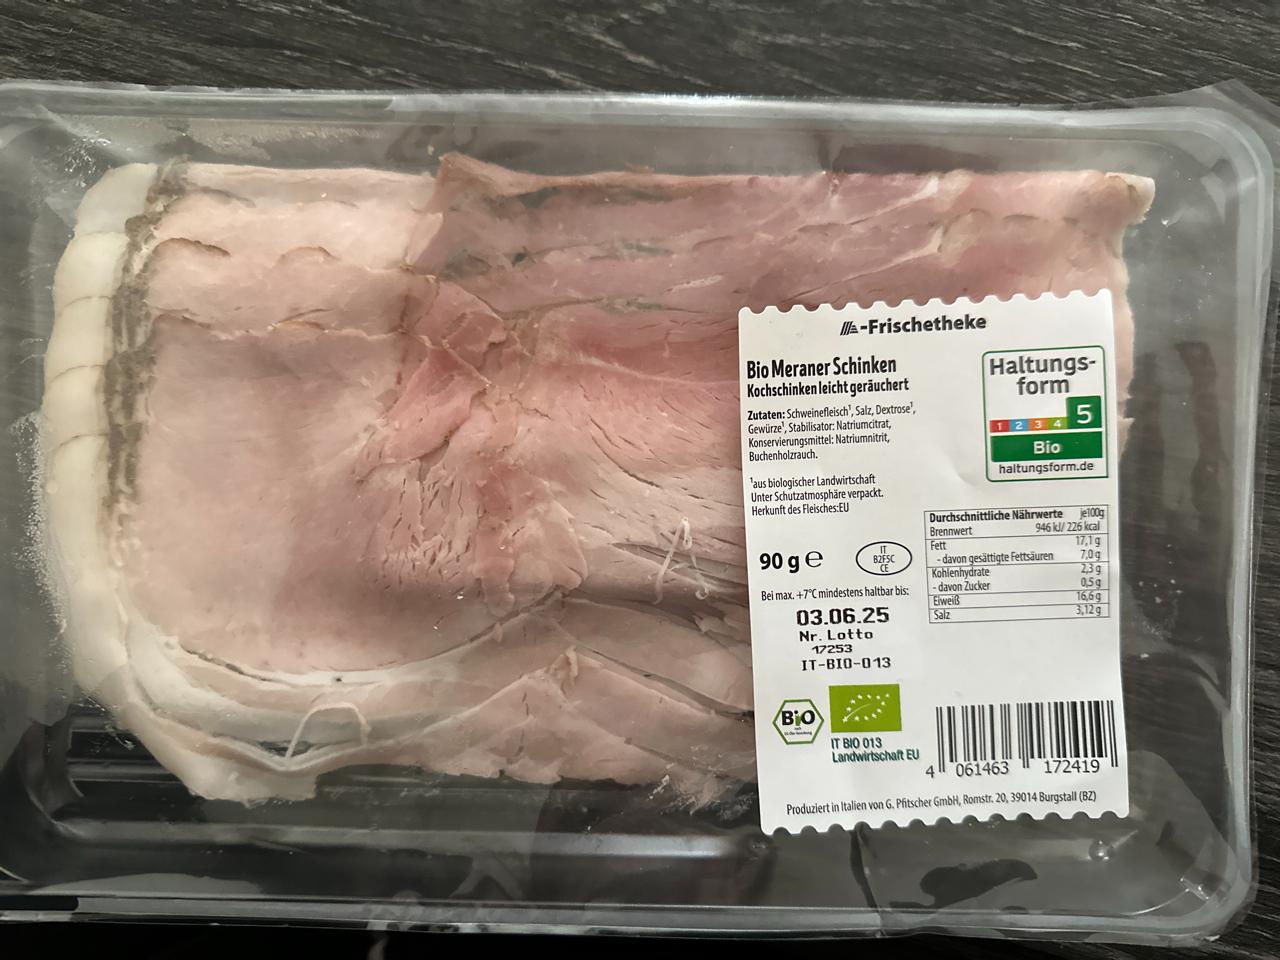 -Frischetheke
Bio Meraner Schinken
Kochschinken leicht geräuchert
Zutaten: Schweinefleisch¹, Salz, Dextrose¹,
Gewürze¹, Stabilisator: Natriumcitrat,
Konservierungsmittel: Natriumnitrit,
Buchenholzrauch.
¹aus biologischer Landwirtschaft
Unter Schutzatmosphäre verpackt.
Herkunft des Fleisches:EU
90 g e
IT
B2F5C
CE
Bei max. +7°C mindestens haltbar bis:
03.06.25
Nr. Lotto
17253
IT-BIO-013
Bio
IT BIO 013
Landwirtschaft EU
Haltungs-
form
1 2 3 4 5
Bio
haltungsform.de
Durchschnittliche Nährwerte je100g
Brennwert 946 kJ/ 226 kcal
Fett 17,1 g
- davon gesättigte Fettsäuren 7,0 g
Kohlenhydrate 2,3 g
- davon Zucker 0,5 g
Eiweiß 16,6 g
Salz 3,12 g
4 061463 172419
Produziert in Italien von G. Pfitscher GmbH, Romstr. 20, 39014 Burgstall (BZ)